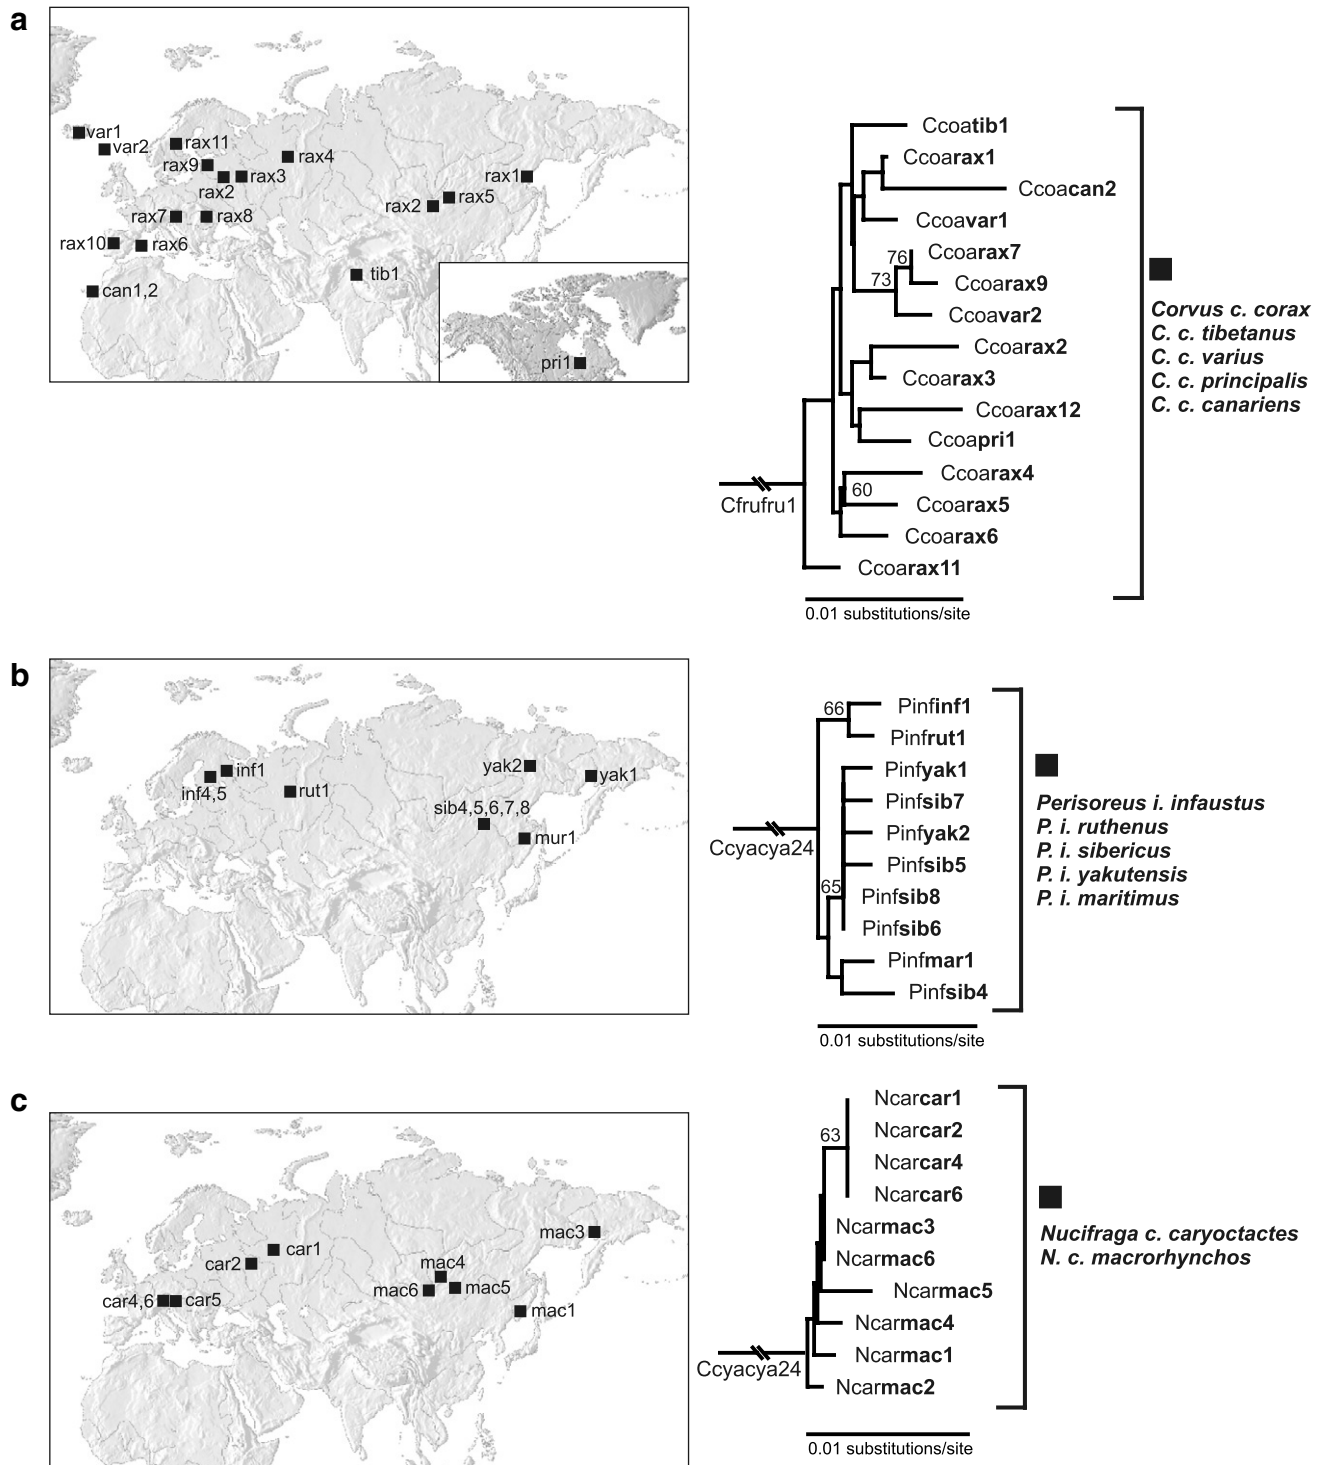 a
var1
var2
rax11
rax9
rax2
rax3
rax4
rax1
rax5
rax2
rax7
rax8
rax10
rax6
can1,2
tib1
pri1
Ccoatib1
Ccoarax1
Ccoacan2
Ccoavar1
Ccoarax7
76
Ccoarax9
73
Ccoavar2
Ccoarax2
Ccoarax3
Ccoarax12
Ccoapri1
Ccoarax4
60
Ccoarax5
Cfrufru1
Ccoarax6
Ccoarax11
0.01 substitutions/site
Corvus c. corax
C. c. tibetanus
C. c. varius
C. c. principalis
C. c. canariens
b
inf1
inf4,5
rut1
yak2
yak1
sib4,5,6,7,8
mur1
66
Pinfinf1
Pinfrut1
Pinfyak1
Pinfsib7
Pinfyak2
Ccyacya24
Pinfsib5
65
Pinfsib8
Pinfsib6
Pinfmar1
Pinfsib4
0.01 substitutions/site
Perisoreus i. infaustus
P. i. ruthenus
P. i. sibericus
P. i. yakutensis
P. i. maritimus
c
car1
car2
car4,6
car5
mac3
mac4
mac6
mac5
mac1
Ncarcar1
63
Ncarcar2
Ncarcar4
Ncarcar6
Ncarmac3
Ncarmac6
Ncarmac5
Ncarmac4
Ncarmac1
Ccyacya24
Ncarmac2
0.01 substitutions/site
Nucifraga c. caryoctactes
N. c. macrorhynchos